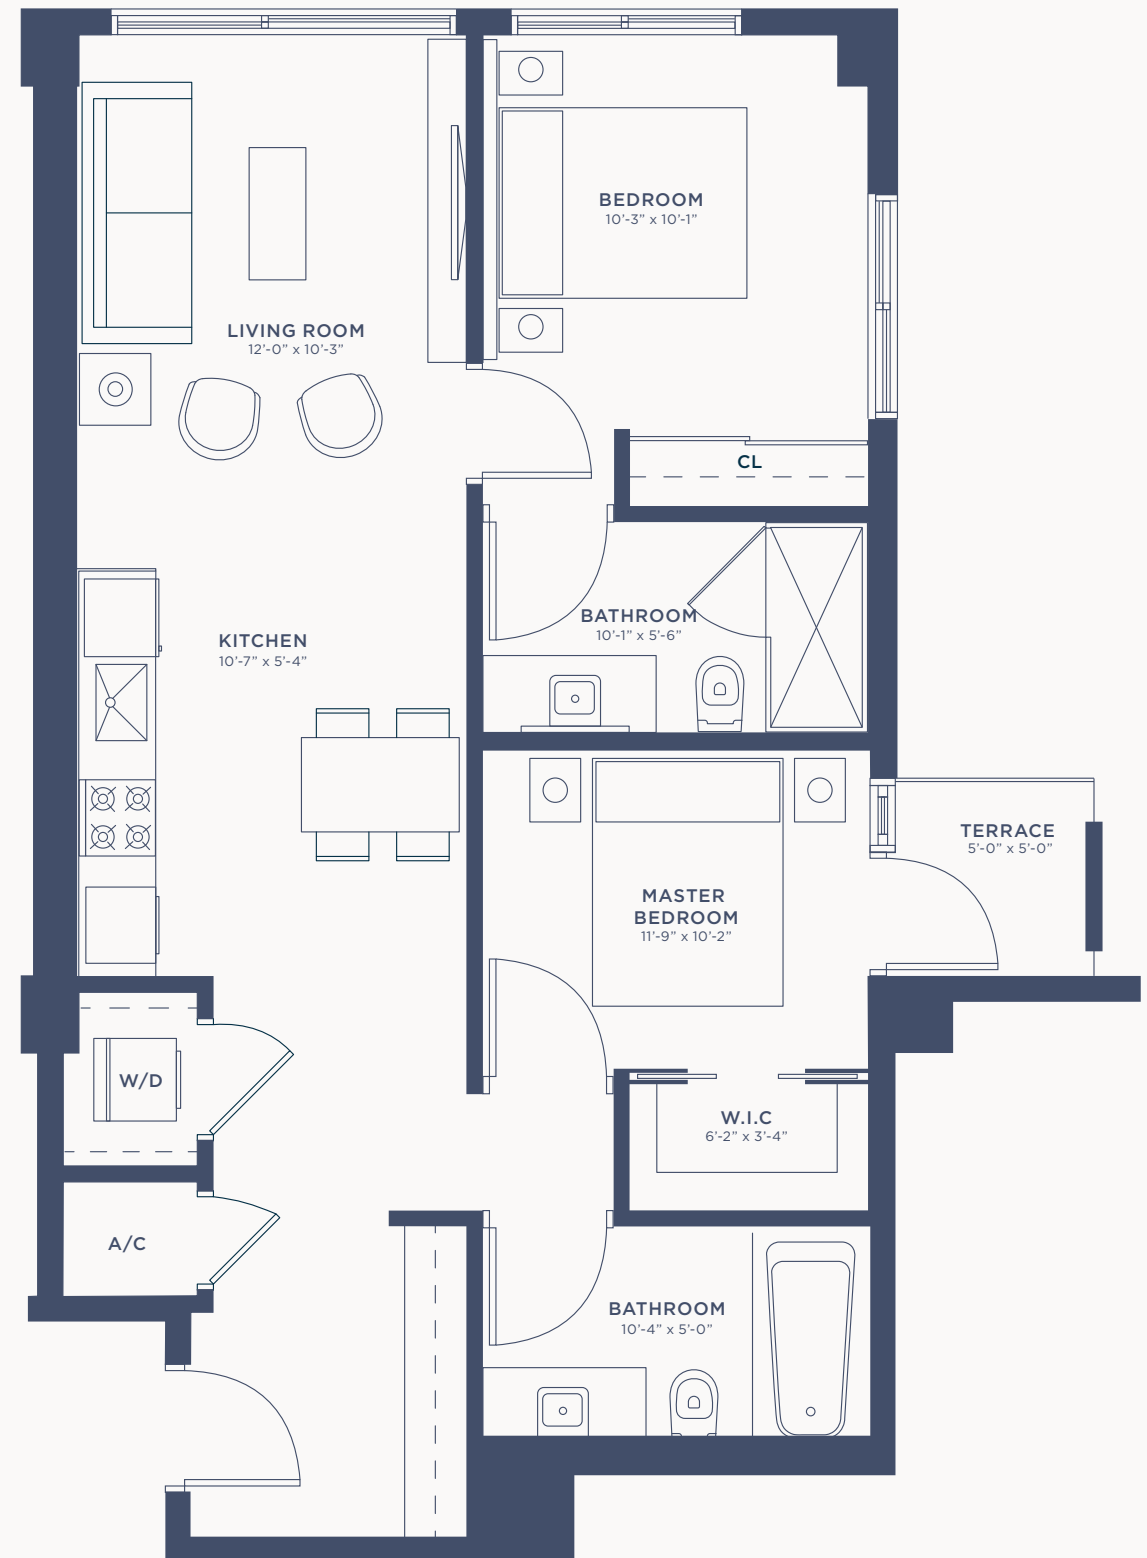 BEDROOM
10’-3” x 10’-1”
LIVING ROOM
12’-0” x 10’-3”
CL
BATHROOM
10’-1” x 5’-6”
KITCHEN
10’-7” x 5’-4”
TERRACE
5’-0” x 5’-0”
MASTER
BEDROOM
11’-9” x 10’-2”
W/D
W.I.C
6’-2” x 3’-4”
A/C
BATHROOM
10’-4” x 5’-0”